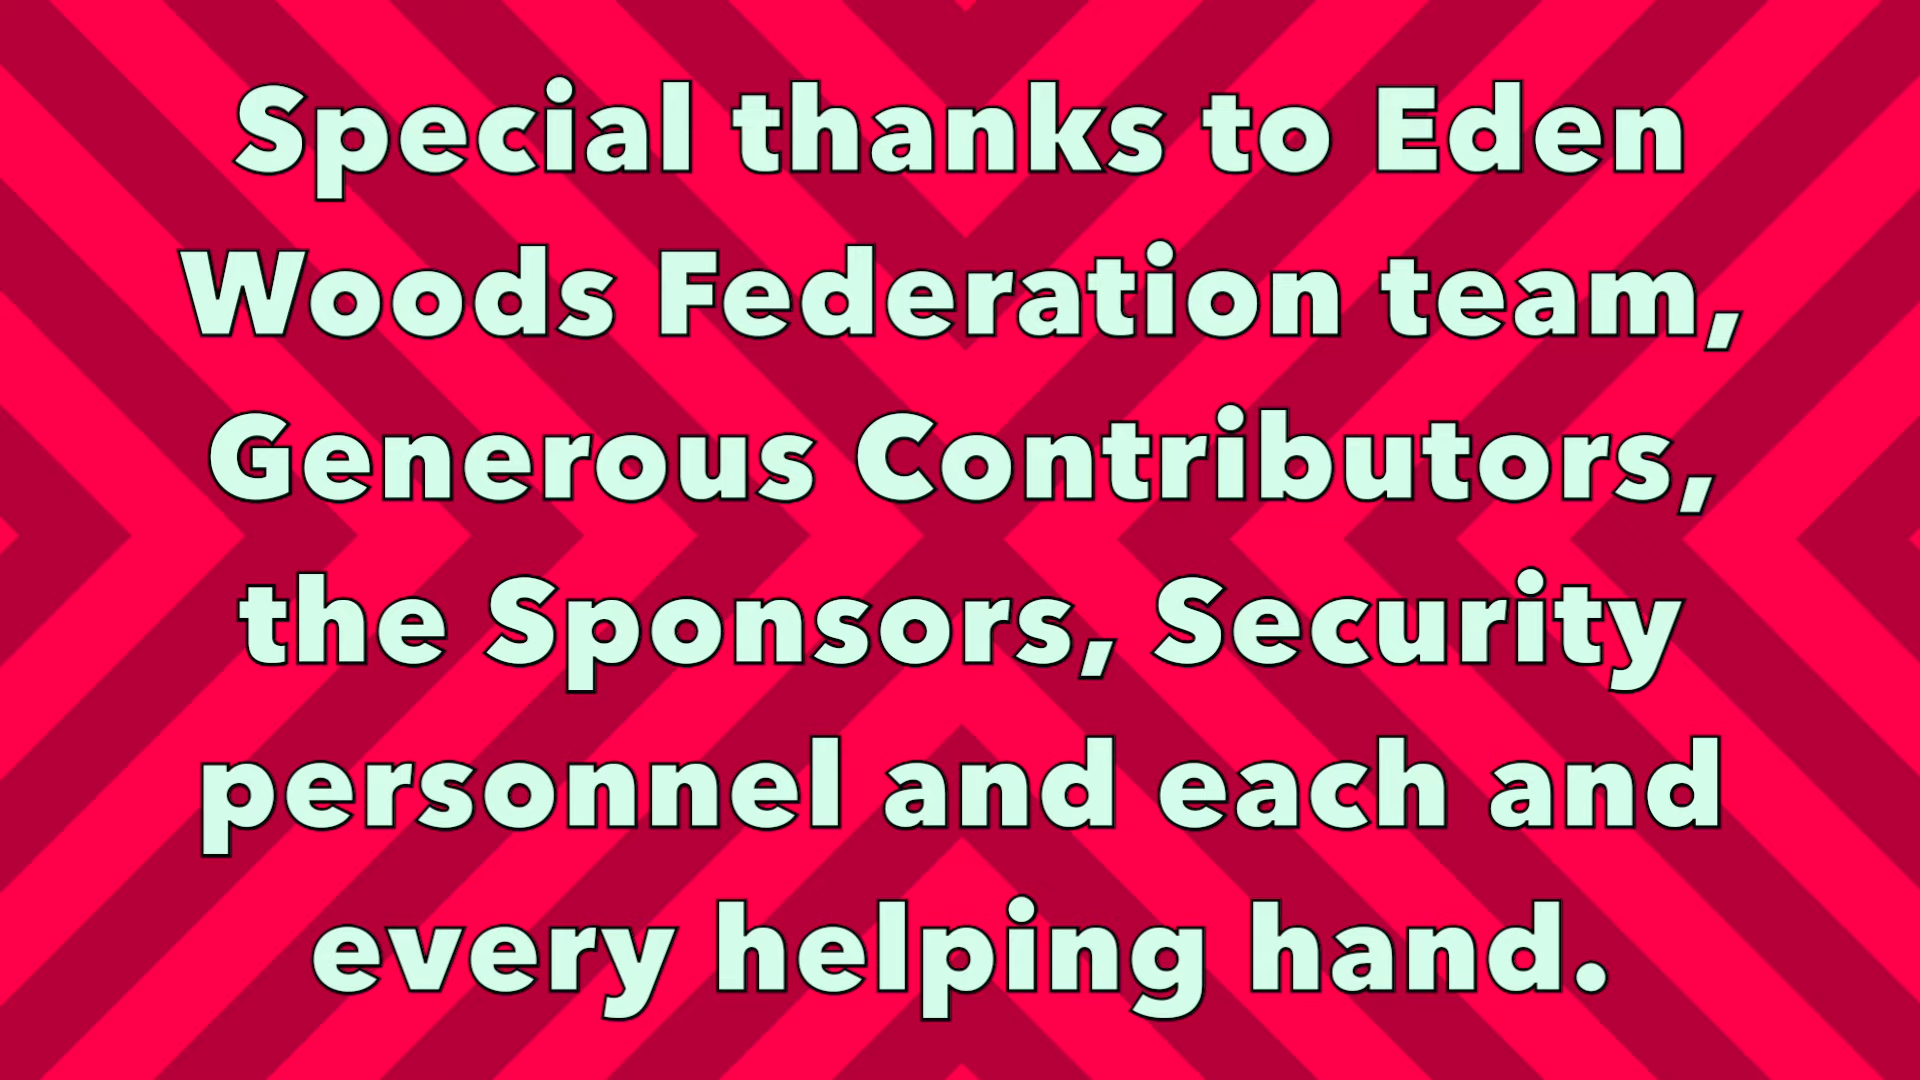 Special thanks to Eden
Woods Federation team,
Generous Contributors,
the Sponsors, Security
personnel and each and
every helping hand.